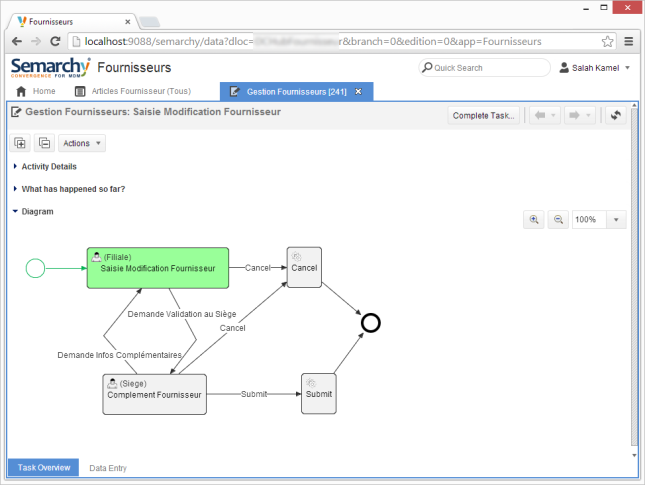 Fournisseurs
localhost:9088/semarchy/data?dloc= r&branch=0&edition=0&app=Fournisseurs
Semarchy Fournisseurs
CONVERGENCE FOR MDM
Quick Search
Salah Kamel
Home
Articles Fournisseur (Tous)
Gestion Fournisseurs [241]
Gestion Fournisseurs: Saisie Modification Fournisseur
Complete Task...
Actions
Activity Details
What has happened so far?
Diagram
100%
(Filiale)
Saisie Modification Fournisseur
Cancel
Cancel
Demande Validation au Siège
Cancel
Demande Infos Complémentaires
(Siege)
Complement Fournisseur
Submit
Submit
Task Overview
Data Entry